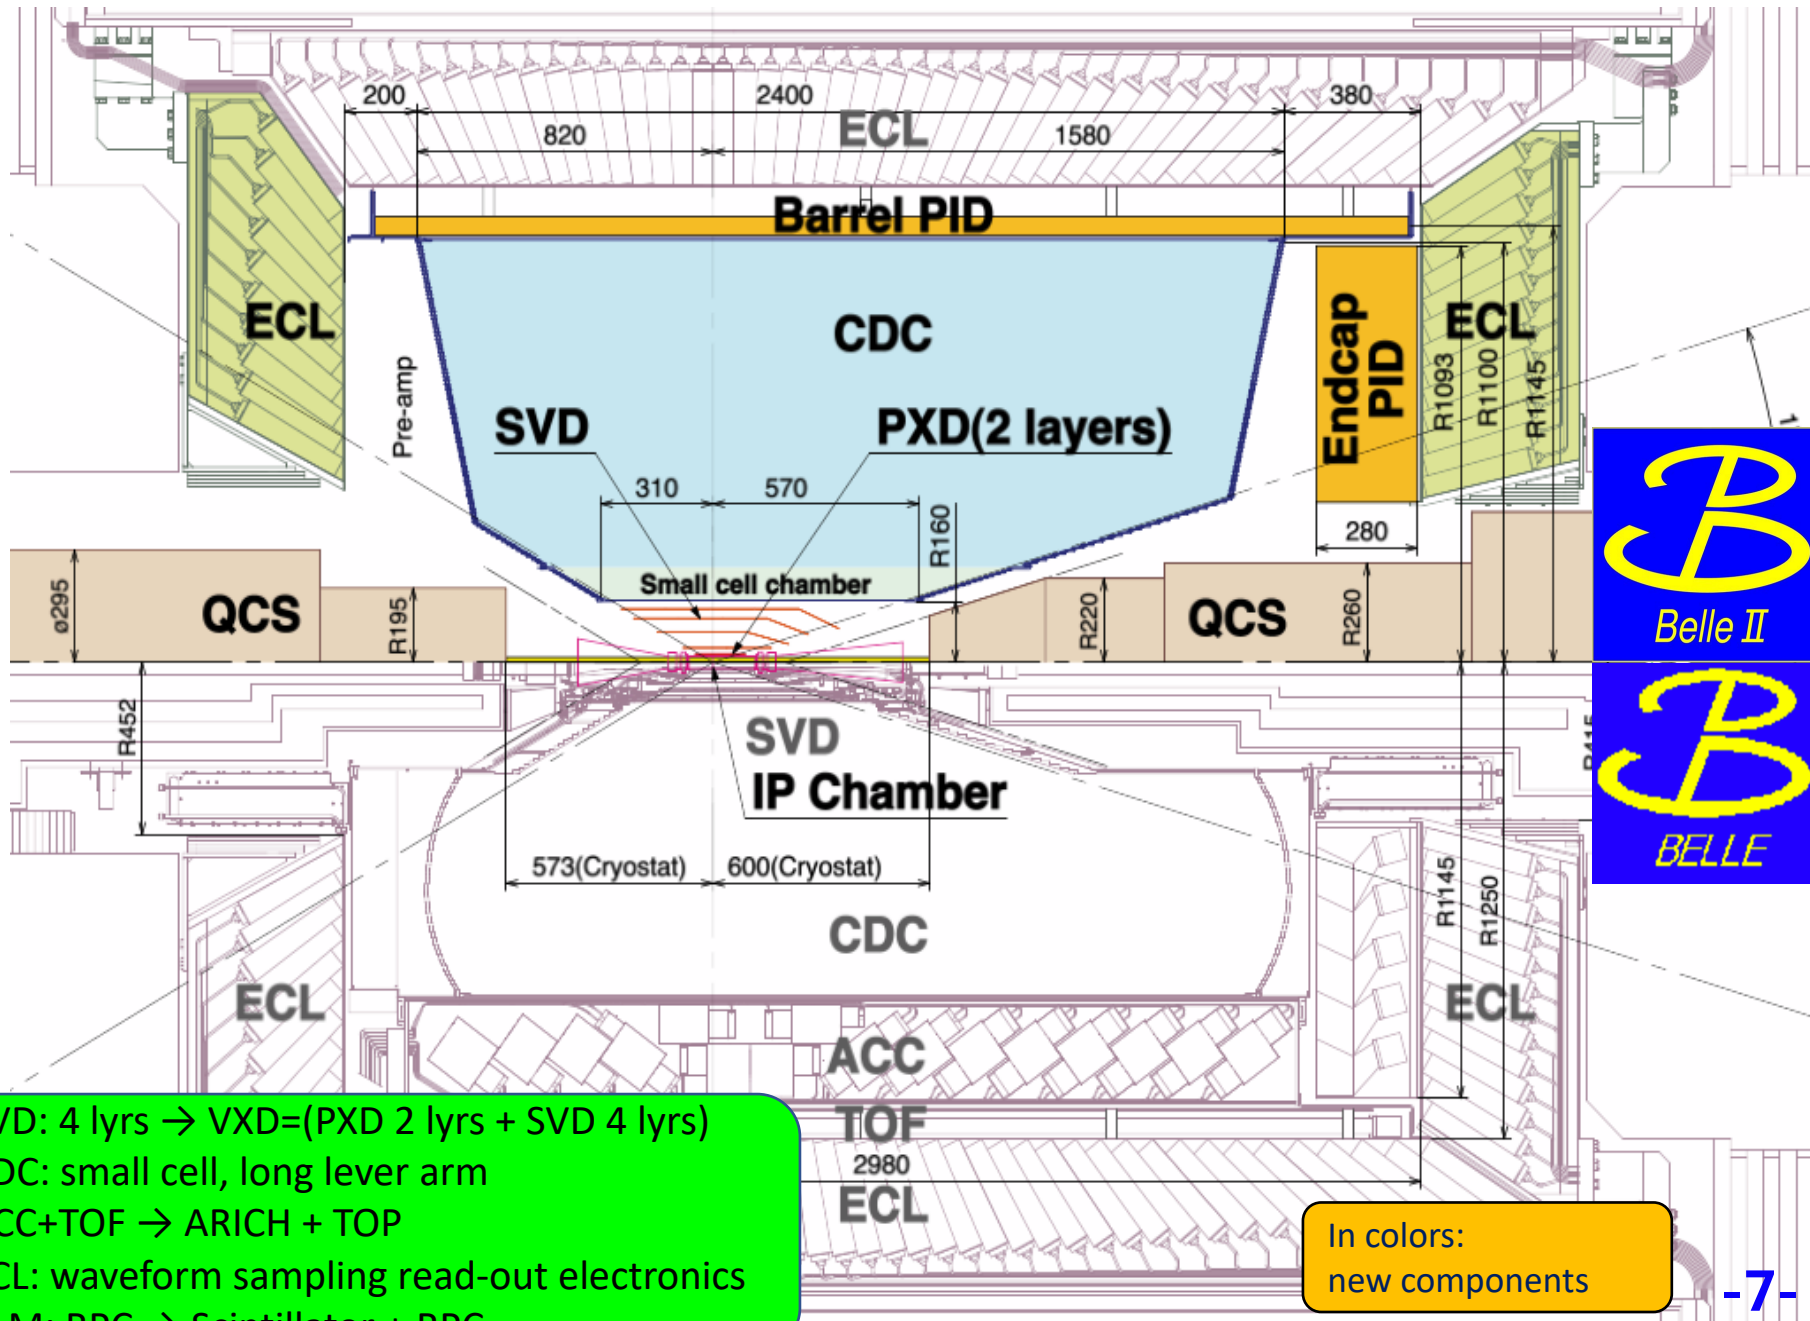 200
2400
380
ECL
820
1580
Barrel PID
ECL
CDC
Endcap
PID
ECL
R1093
R1100
R1145
Pre-amp
SVD
PXD(2 layers)
310
570
R160
280
Small cell chamber
ø295
QCS
R195
R220
QCS
R260
Belle II
R452
SVD
IP Chamber
573(Cryostat)
600(Cryostat)
BELLE
R1145
R1250
CDC
ECL
ECL
ACC
TOF
2980
ECL
VD: 4 lyrs → VXD=(PXD 2 lyrs + SVD 4 lyrs)
DC: small cell, long lever arm
CC+TOF → ARICH + TOP
CL: waveform sampling read-out electronics
In colors:
new components
-7-